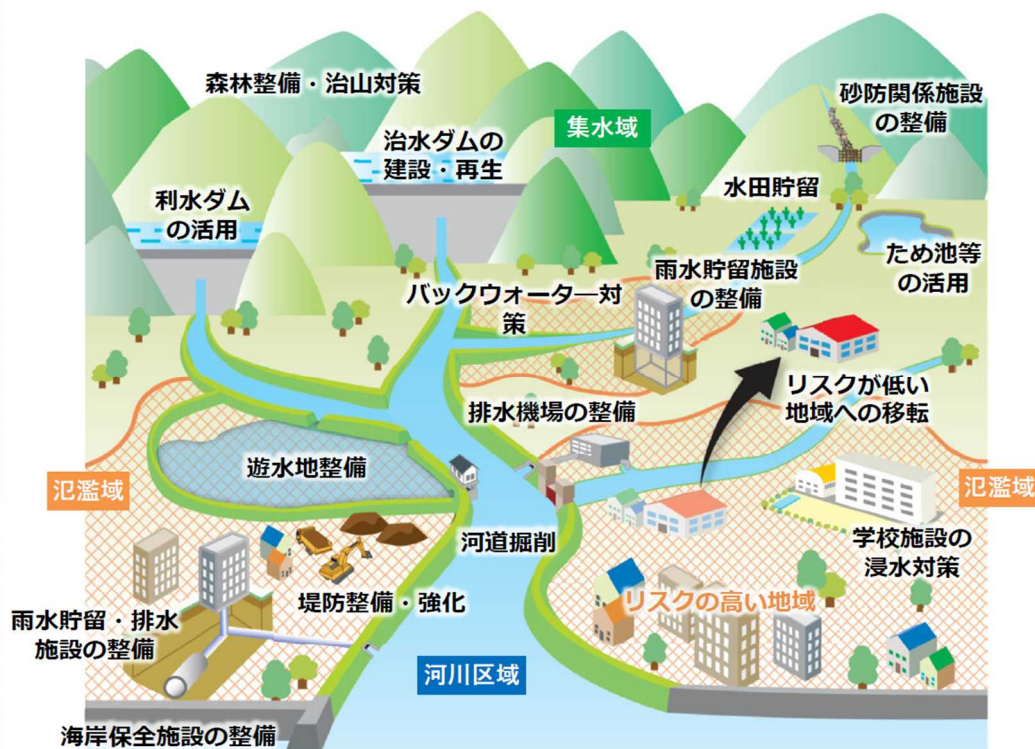 森林整備・治山対策
砂防関係施設
の整備
集水域
治水ダムの
建設・再生
水田貯留
利水ダム
の活用
ため池等
の活用
雨水貯留施設
の整備
バックウォーター対
策
リスクが低い
地域への移転
排水機場の整備
遊水地整備
氾濫域
氾濫域
河道掘削
学校施設の
浸水対策
堤防整備・強化
リスクの高い地域
雨水貯留・排水
施設の整備
河川区域
海岸保全施設の整備